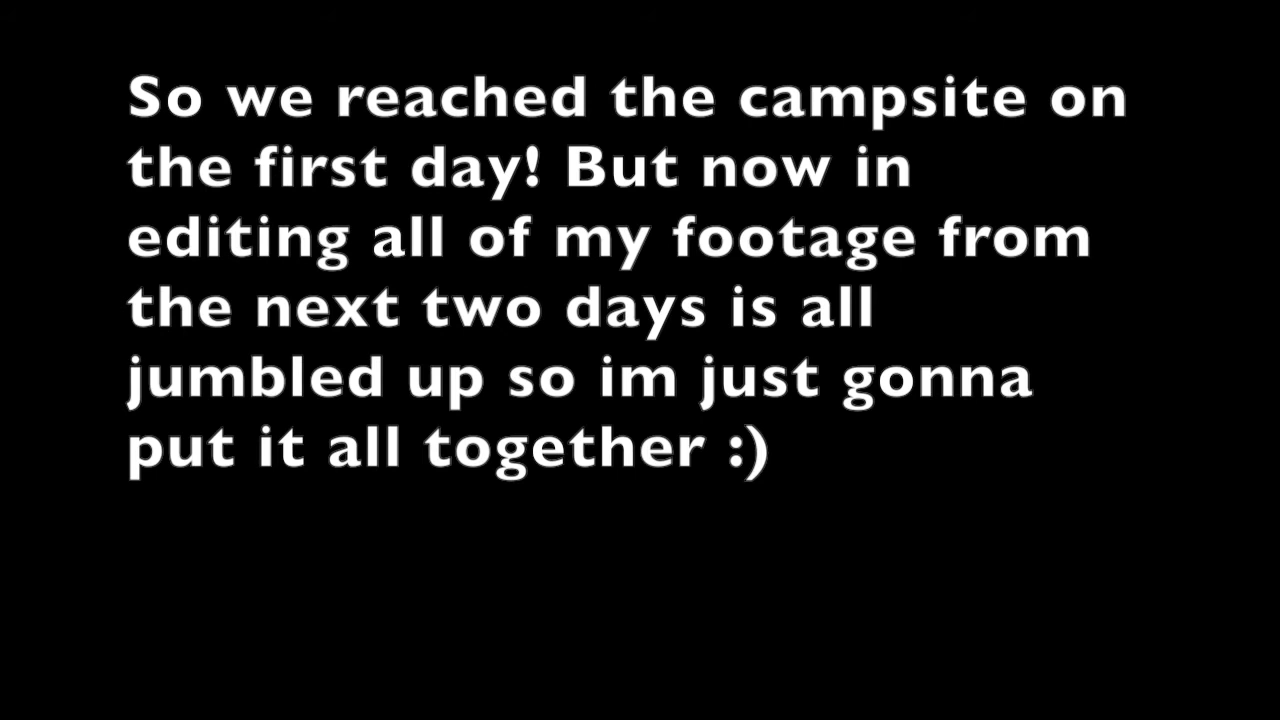 So we reached the campsite on
the first day! But now in
editing all of my footage from
the next two days is all
jumbled up so im just gonna
put it all together :)